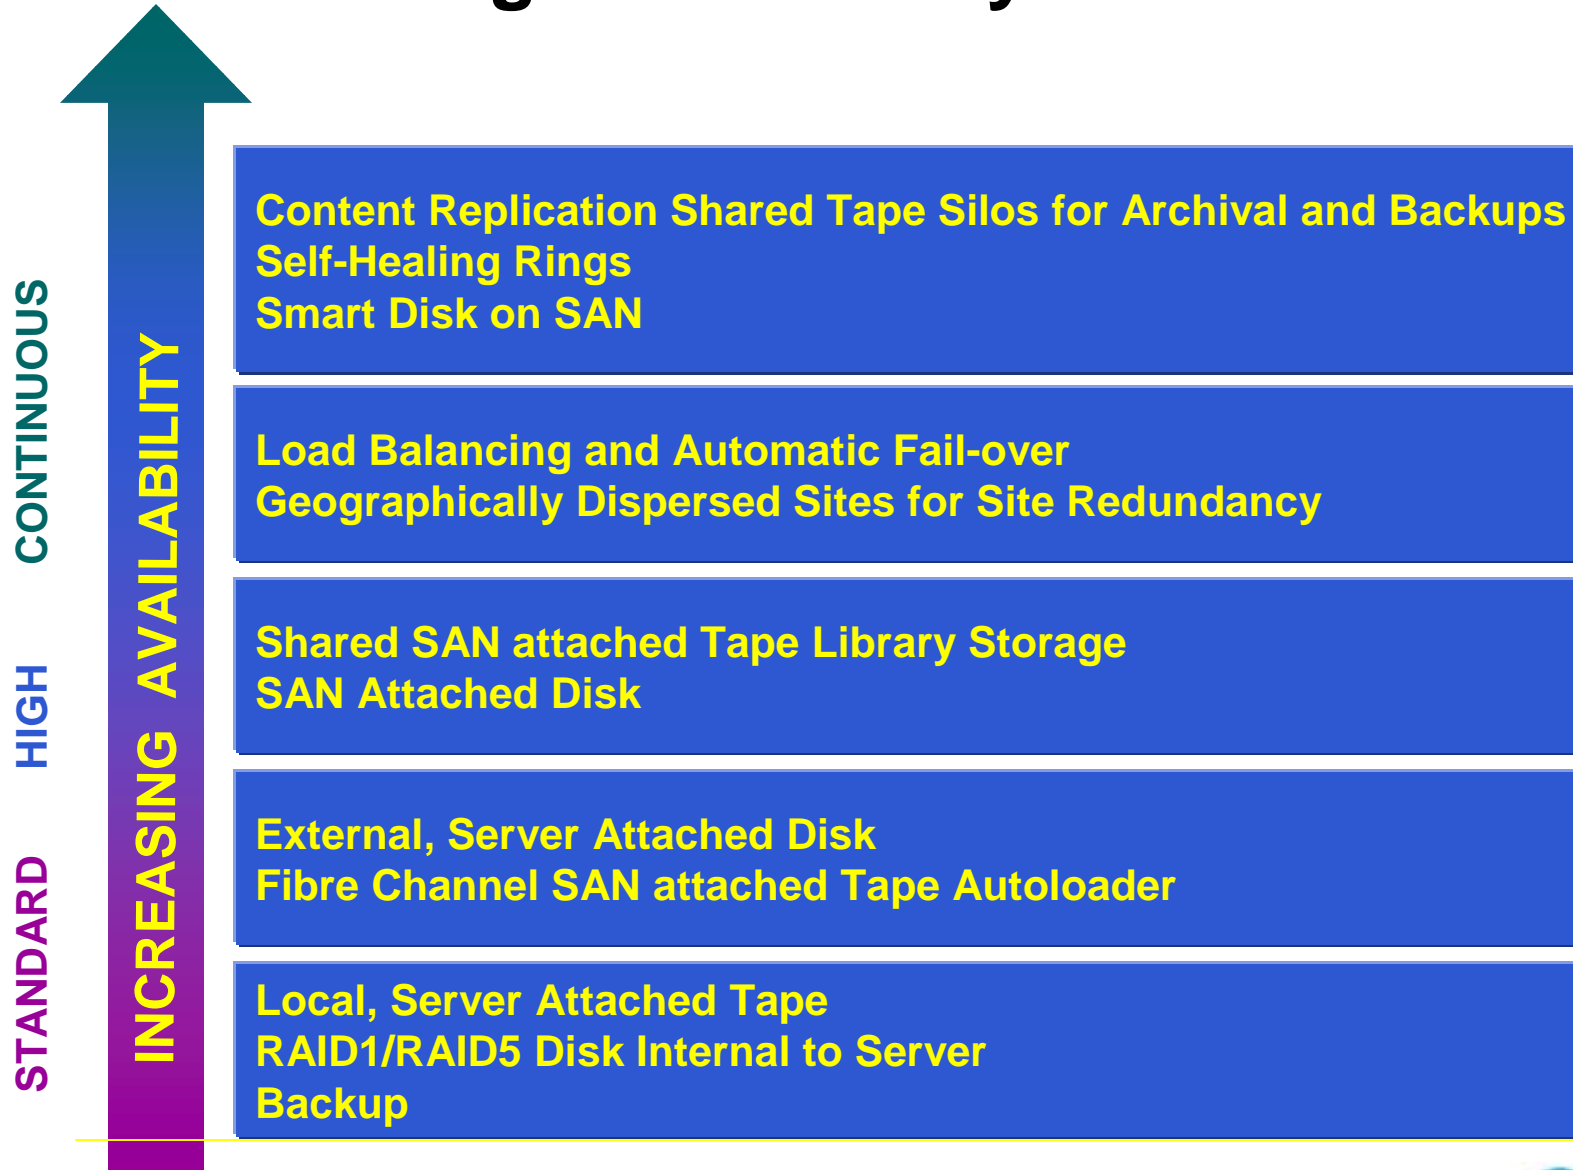 Content Replication Shared Tape Silos for Archival and Backups
Self-Healing Rings
Smart Disk on SAN
Load Balancing and Automatic Fail-over
Geographically Dispersed Sites for Site Redundancy
Shared SAN attached Tape Library Storage
SAN Attached Disk
External, Server Attached Disk
Fibre Channel SAN attached Tape Autoloader
Local, Server Attached Tape
RAID1/RAID5 Disk Internal to Server
Backup
CONTINUOUS
HIGH
STANDARD
INCREASING AVAILABILITY